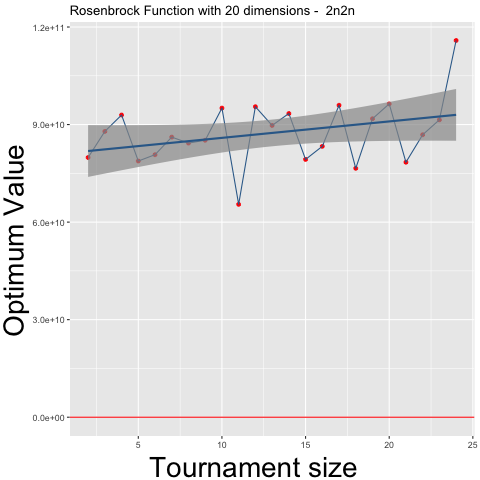 Rosenbrock Function with 20 dimensions - 2n2n
1.2e+11
9.0e+10
6.0e+10
3.0e+10
0.0e+00
Optimum Value
5 10 15 20 25
Tournament size